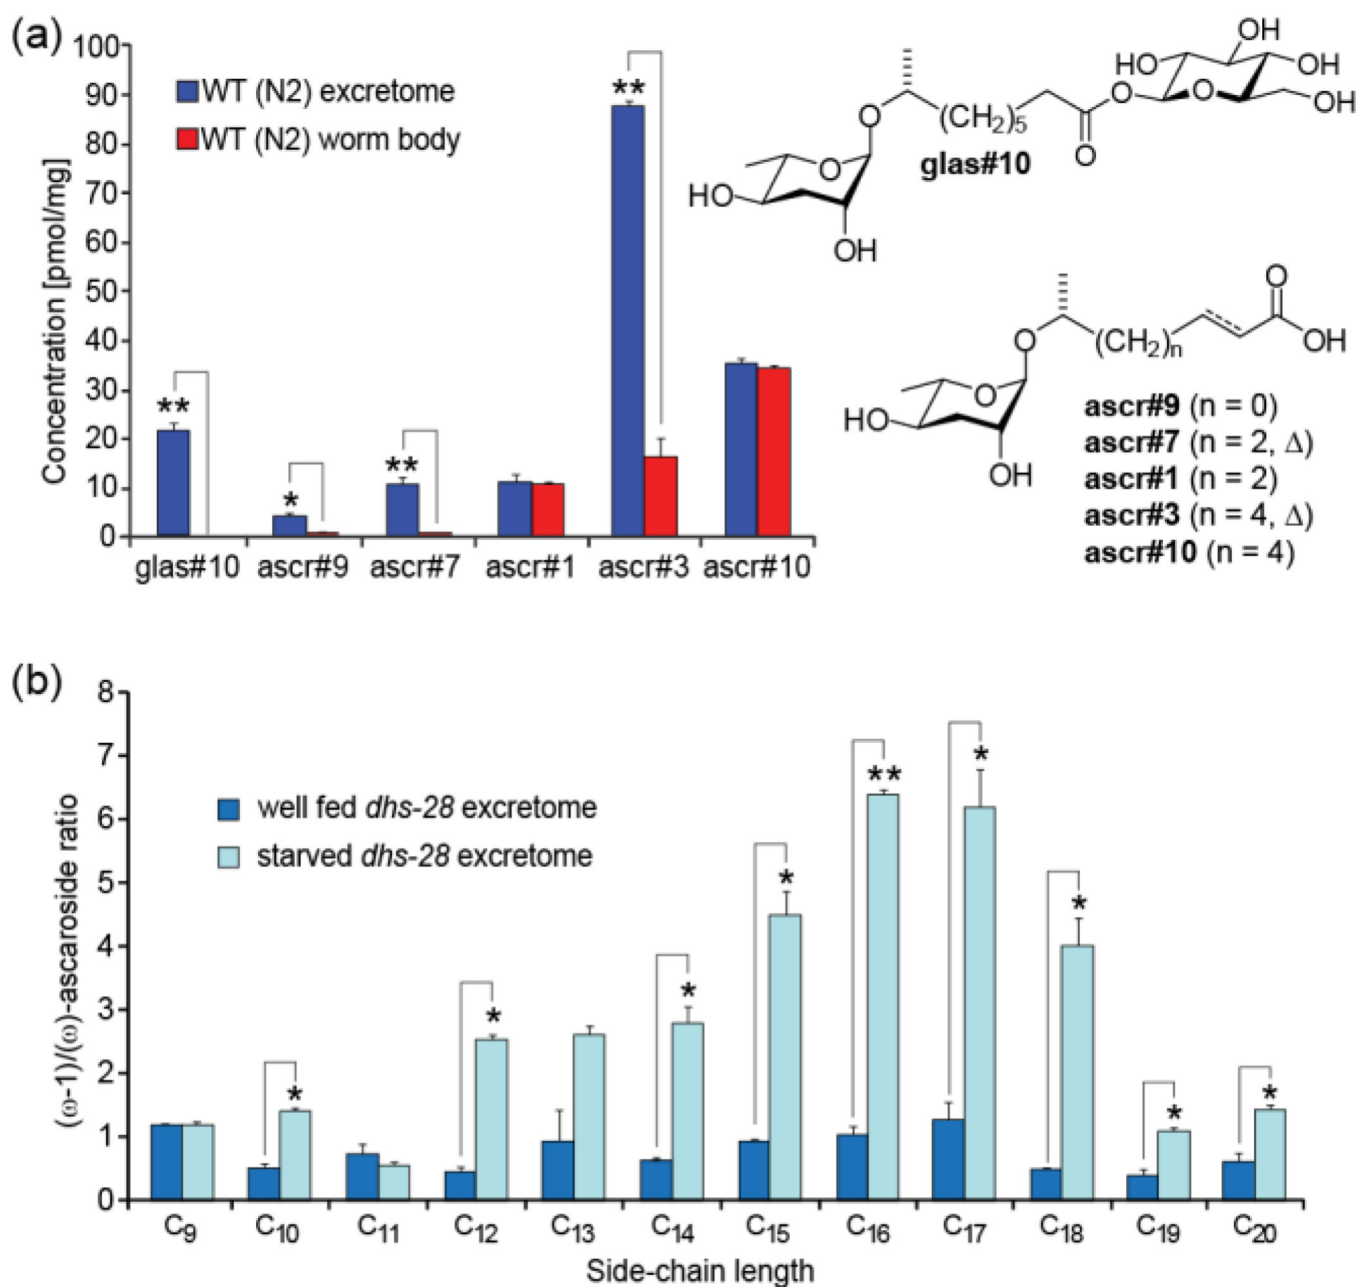 (a)
100
90
80
70
60
50
40
30
20
10
0
Concentration [pmol/mg]
WT (N2) excretome
WT (N2) worm body
**
*
**
**
glas#10 ascr#9 ascr#7 ascr#1 ascr#3 ascr#10
OH
HO
OH
O
O
OH
O
(CH₂)₅
O
glas#10
O
HO
OH
O
O
(CH₂)ₙ
OH
O
HO
OH
ascr#9 (n = 0)
ascr#7 (n = 2, Δ)
ascr#1 (n = 2)
ascr#3 (n = 4, Δ)
ascr#10 (n = 4)
(b)
8
7
6
5
4
3
2
1
0
(ω-1)/(ω)-ascaroside ratio
well fed dhs-28 excretome
starved dhs-28 excretome
*
*
*
*
**
*
*
*
*
C₉ C₁₀ C₁₁ C₁₂ C₁₃ C₁₄ C₁₅ C₁₆ C₁₇ C₁₈ C₁₉ C₂₀
Side-chain length